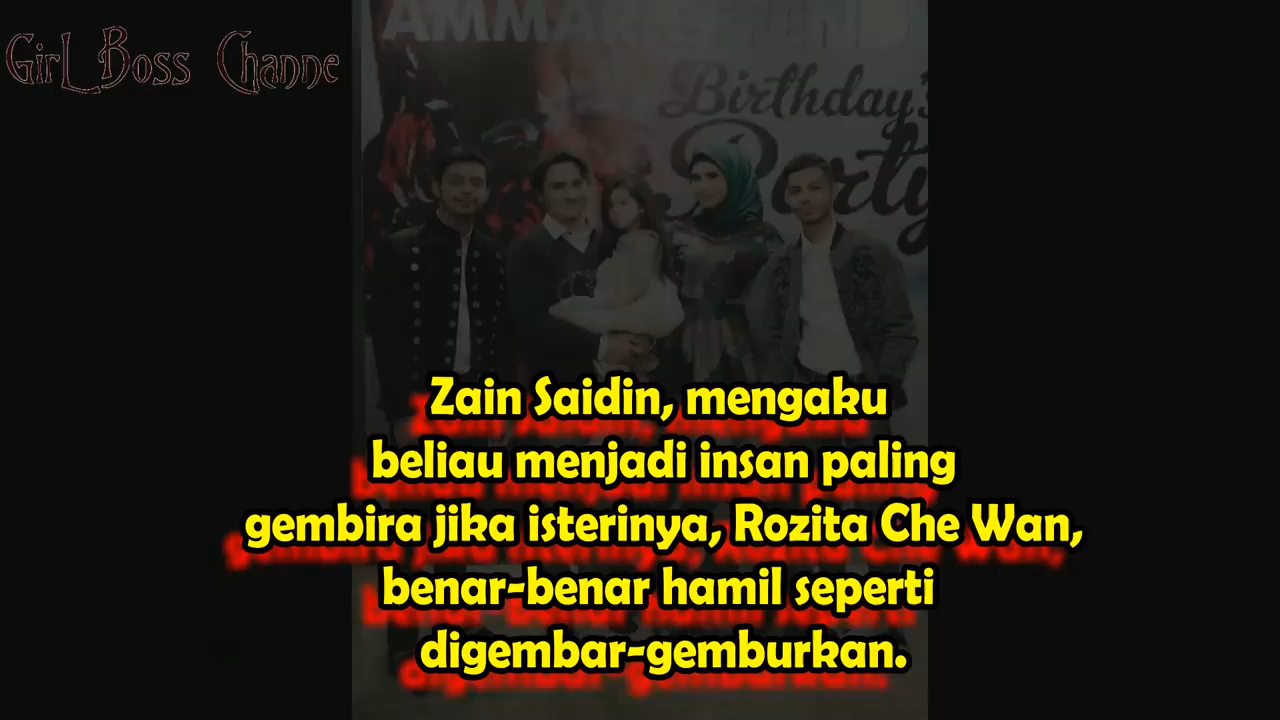 GirL Boss Channe
Birthday's
Party
Zain Saidin, mengaku
beliau menjadi insan paling
gembira jika isterinya, Rozita Che Wan,
benar-benar hamil seperti
digembar-gemburkan.